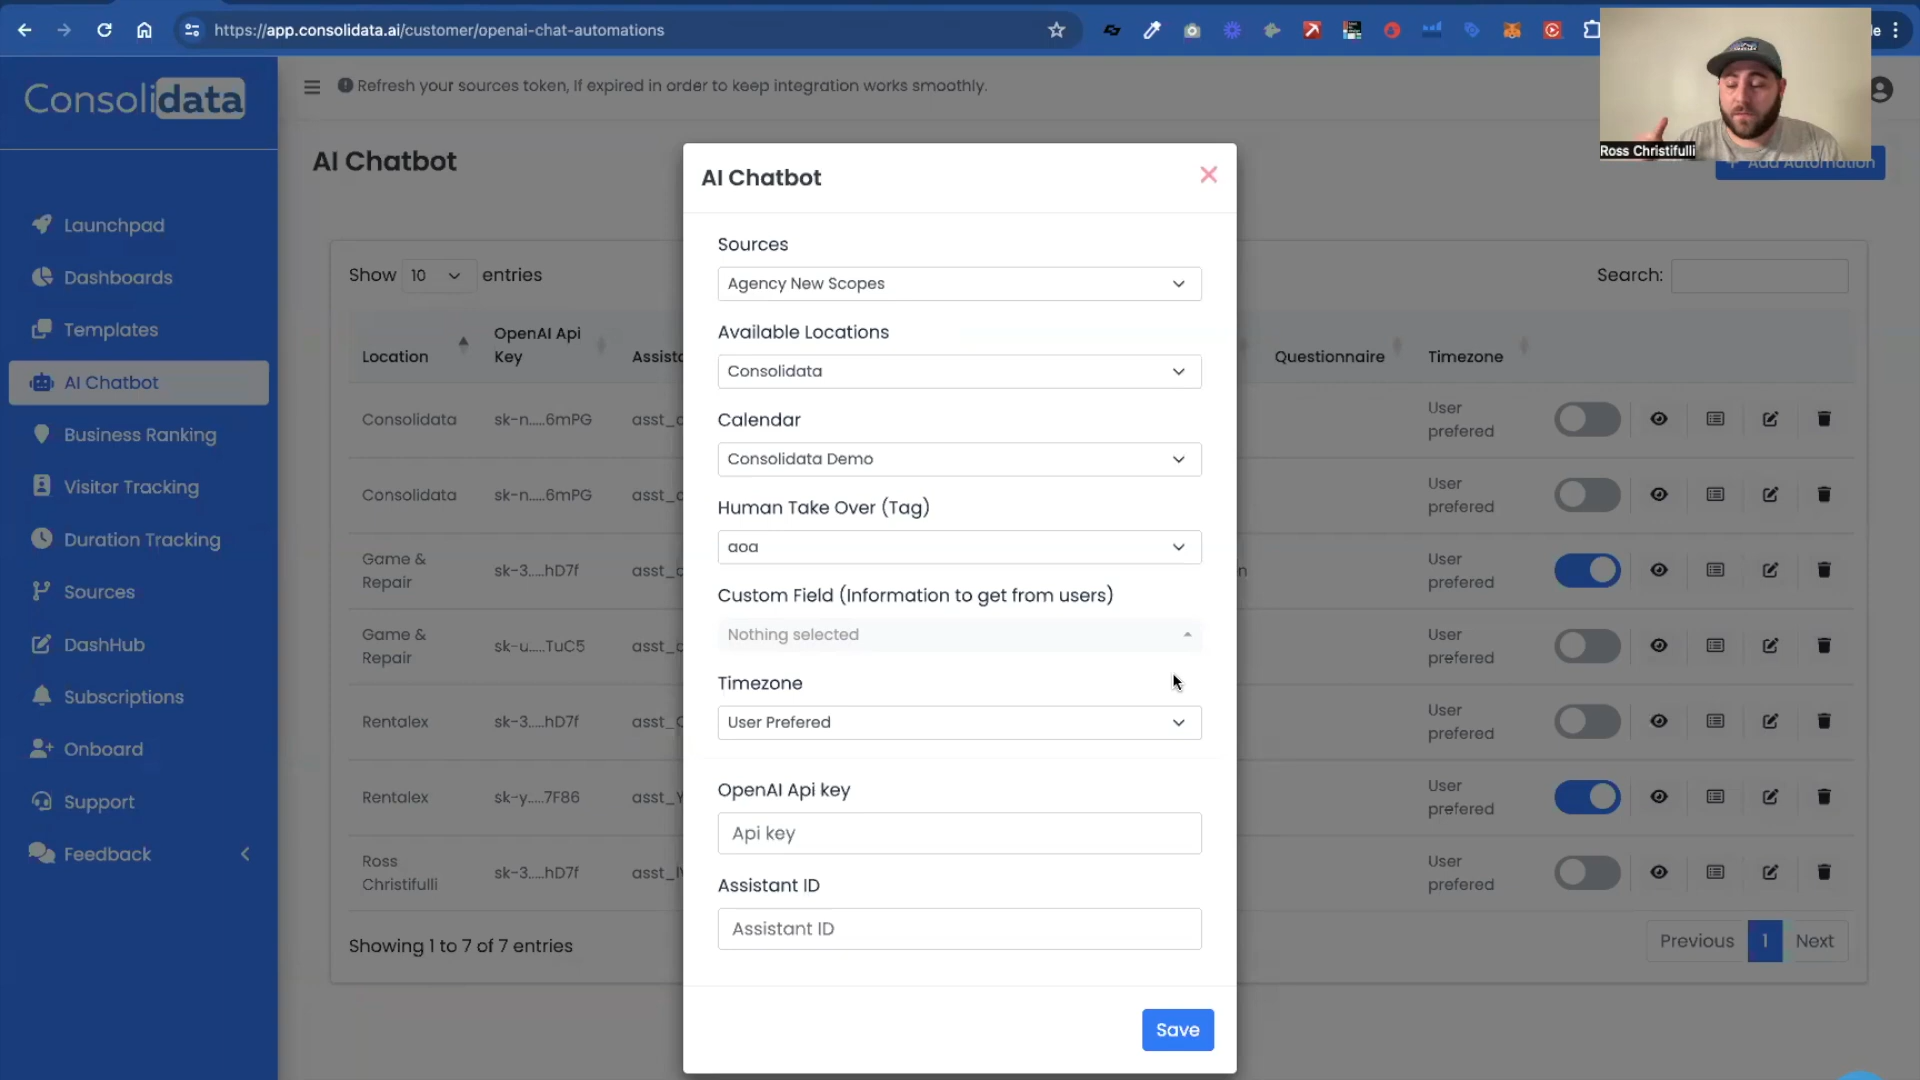 https://app.consolidata.ai/customer/openai-chat-automations
Consolidata
Refresh your sources token, If expired in order to keep integration works smoothly.
Ross Christifulli
AI Chatbot
+ Add Automation
Launchpad
Dashboards
Templates
AI Chatbot
Business Ranking
Visitor Tracking
Duration Tracking
Sources
DashHub
Subscriptions
Onboard
Support
Feedback
Show 10 entries
Search:
Location
OpenAI Api
Key
Questionnaire
Timezone
Consolidata sk-n.....6mPG
User
prefered
Consolidata sk-n.....6mPG
User
prefered
Game &
Repair
sk-3.....hD7f
User
prefered
Game &
Repair
sk-u.....TuC5
User
prefered
Rentalex sk-3.....hD7f
User
prefered
Rentalex sk-y.....7F86
User
prefered
Ross
Christifulli
sk-3.....hD7f
User
prefered
Showing 1 to 7 of 7 entries
Previous 1 Next
AI Chatbot
Sources
Agency New Scopes
Available Locations
Consolidata
Calendar
Consolidata Demo
Human Take Over (Tag)
aoa
Custom Field (Information to get from users)
Nothing selected
Timezone
User Prefered
OpenAI Api key
Api key
Assistant ID
Assistant ID
Save